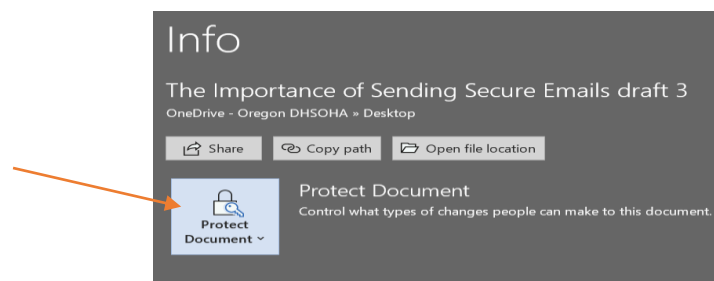 Info
The Importance of Sending Secure Emails draft 3
OneDrive - Oregon DHSOHA » Desktop
Share Copy path Open file location
Protect Document
Control what types of changes people can make to this document.
Protect
Document